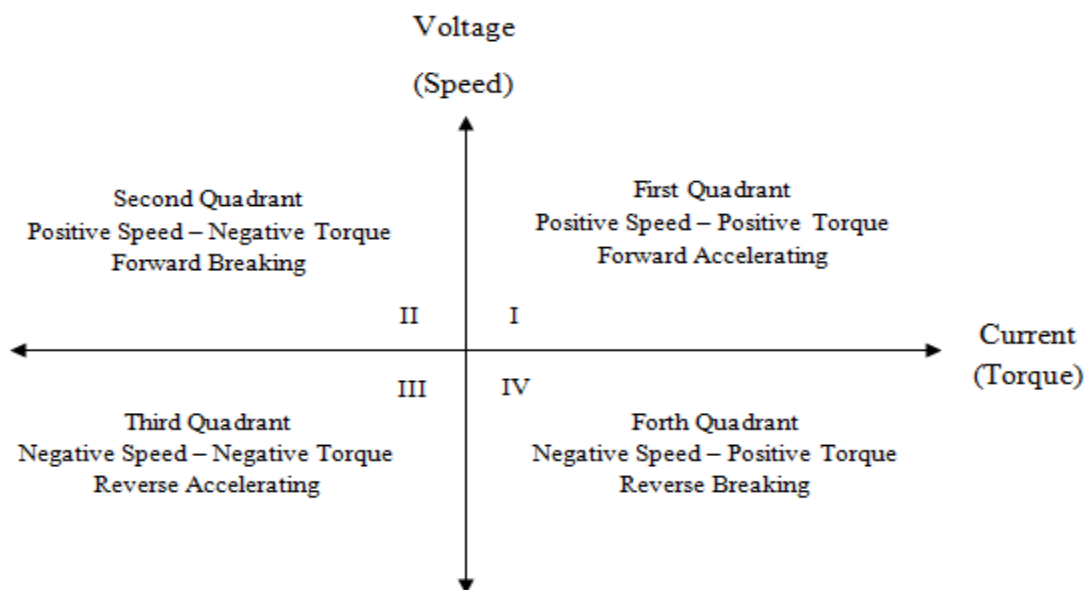 Voltage
(Speed)
Second Quadrant
Positive Speed – Negative Torque
Forward Breaking
First Quadrant
Positive Speed – Positive Torque
Forward Accelerating
II
I
Current
(Torque)
III
IV
Third Quadrant
Negative Speed – Negative Torque
Reverse Accelerating
Forth Quadrant
Negative Speed – Positive Torque
Reverse Breaking